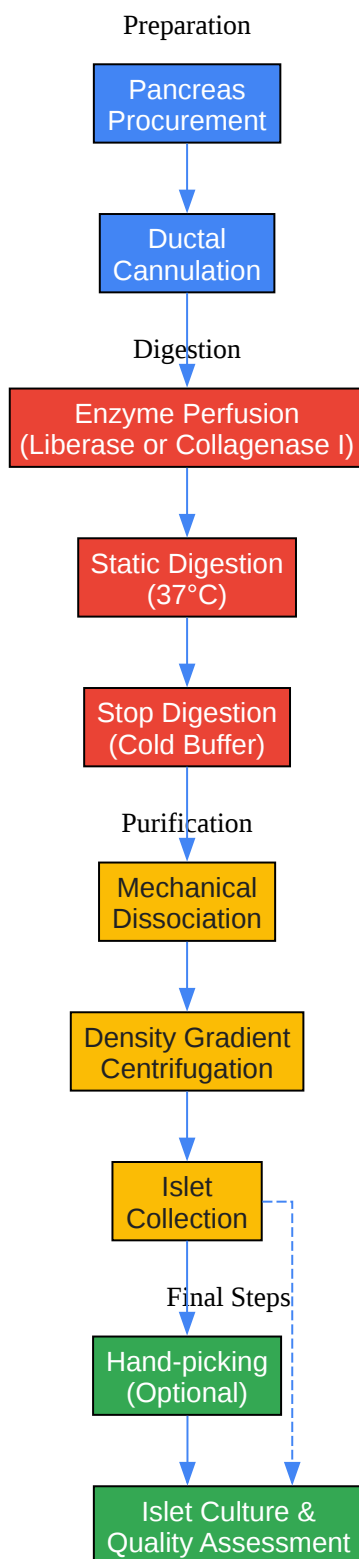 Preparation
Pancreas
Procurement
Ductal
Cannulation
Digestion
Enzyme Perfusion
(Liberase or Collagenase I)
Static Digestion
(37°C)
Stop Digestion
(Cold Buffer)
Purification
Mechanical
Dissociation
Density Gradient
Centrifugation
Islet
Collection
Final Steps
Hand-picking
(Optional)
Islet Culture &
Quality Assessment